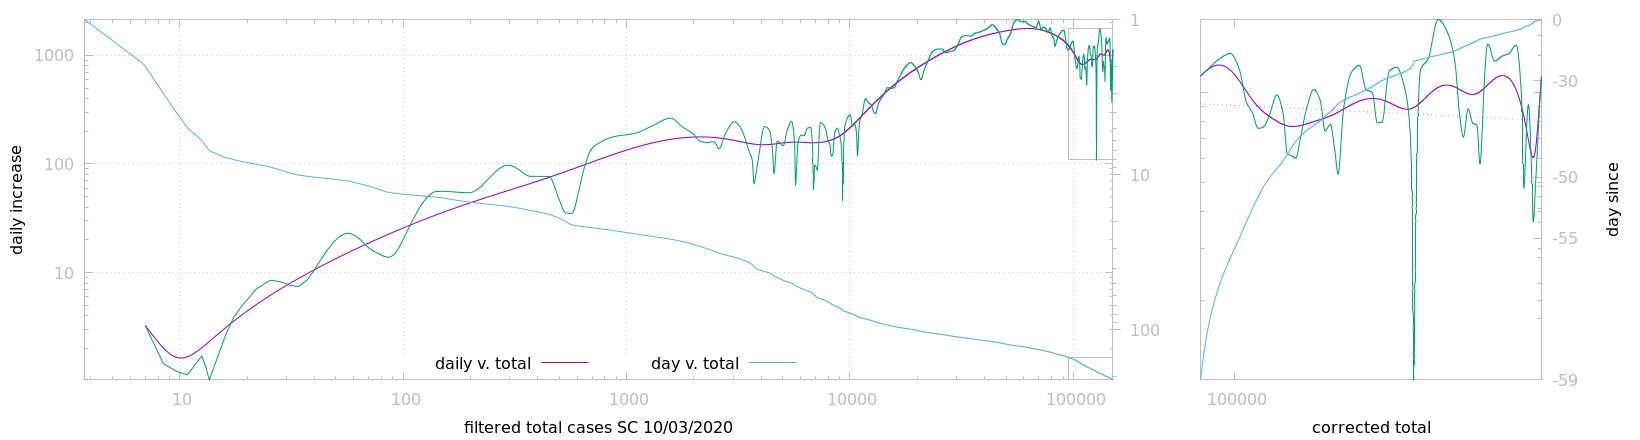 1000
100
10
daily increase
10
100
1000
10000
100000
filtered total cases SC 10/03/2020
daily v. total
day v. total
1
10
100
100000
corrected total
0
-30
-50
-55
-59
day since